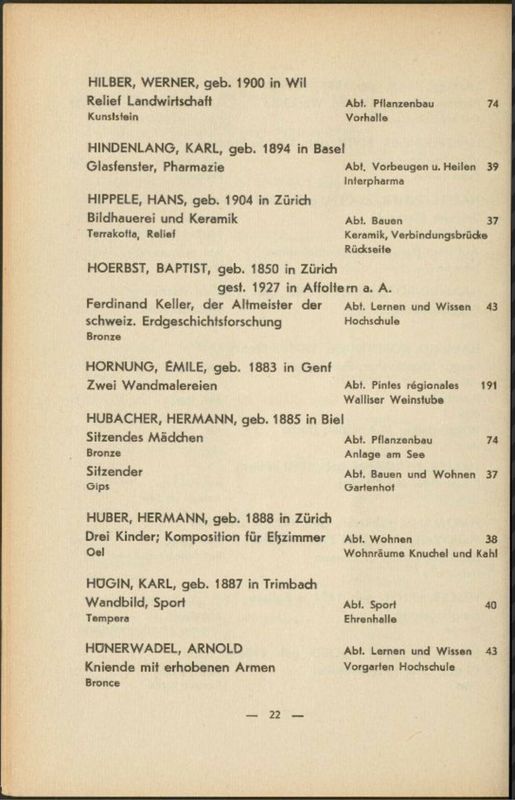 HILBER, WERNER, geb. 1900 in Wil
Relief Landwirtschaft Abt. Pflanzenbau 74
Kunststein Vorhalle
HINDENLANG, KARL, geb. 1894 in Basel
Glasfenster, Pharmazie Abt. Vorbeugen u. Heilen 39
Interpharma
HIPPELE, HANS, geb. 1904 in Zürich
Bildhauerei und Keramik Abt. Bauen 37
Terrakotta, Relief Keramik, Verbindungsbrücke
Rückseite
HOERBST, BAPTIST, geb. 1850 in Zürich
gest. 1927 in Affoltern a. A.
Ferdinand Keller, der Altmeister der Abt. Lernen und Wissen 43
schweiz. Erdgeschichtsforschung Hochschule
Bronze
HORNUNG, ÉMILE, geb. 1883 in Genf
Zwei Wandmalereien Abt. Pintes régionales 191
Walliser Weinstube
HUBACHER, HERMANN, geb. 1885 in Biel
Sitzendes Mädchen Abt. Pflanzenbau 74
Bronze Anlage am See
Sitzender Abt. Bauen und Wohnen 37
Gips Gartenhof
HUBER, HERMANN, geb. 1888 in Zürich
Drei Kinder; Komposition für Eßzimmer Abt. Wohnen 38
Oel Wohnräume Knuchel und Kahl
HÜGIN, KARL, geb. 1887 in Trimbach
Wandbild, Sport Abt. Sport 40
Tempera Ehrenhalle
HÜNERWADEL, ARNOLD Abt. Lernen und Wissen 43
Kniende mit erhobenen Armen Vorgarten Hochschule
Bronce
— 22 —